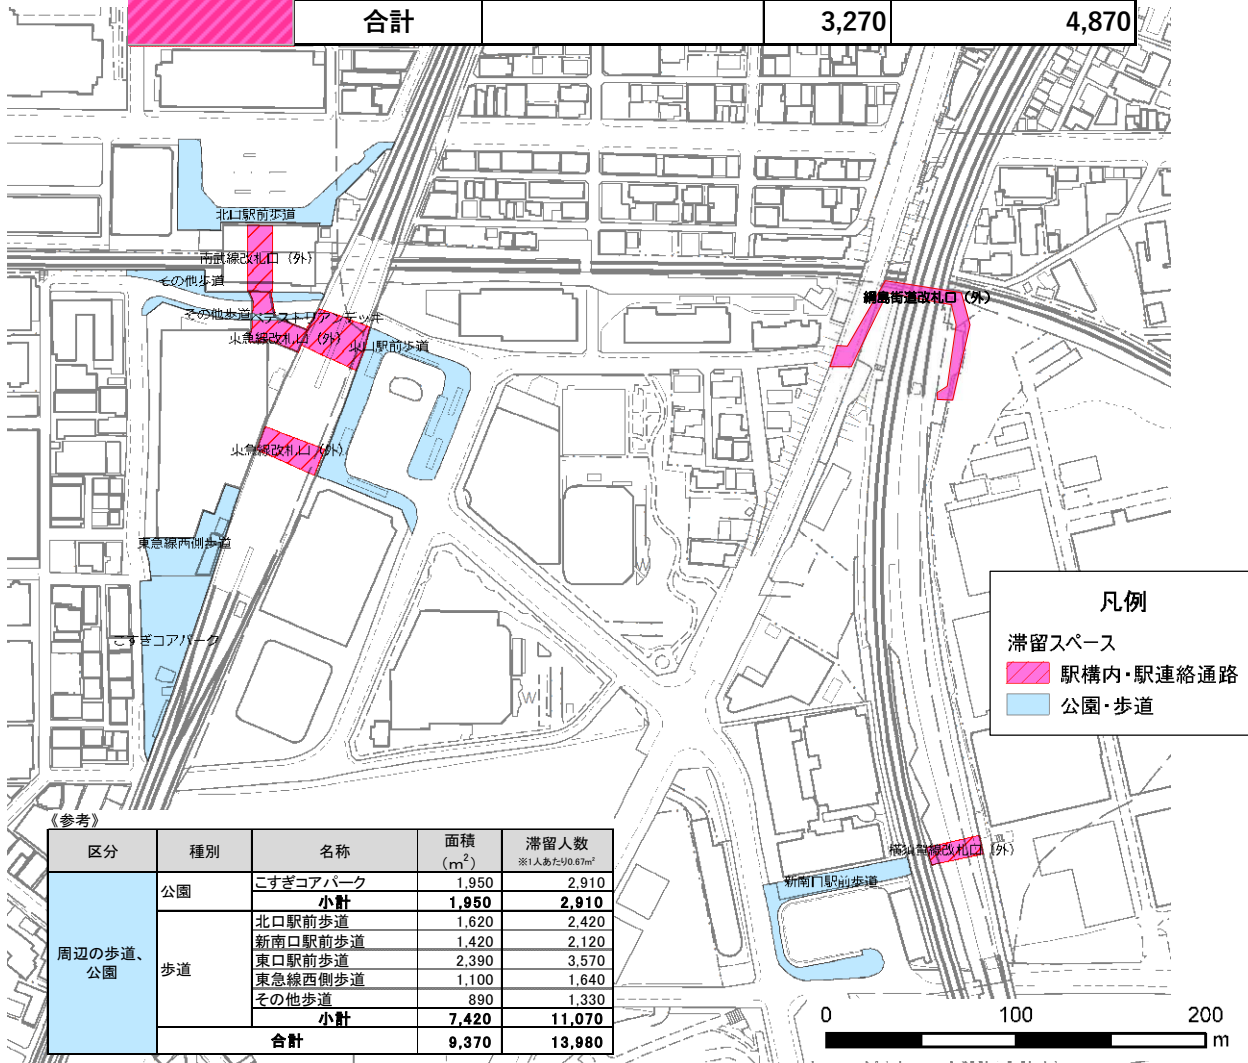 合計 3,270 4,870
北口駅前歩道
南武線改札口（外）
その他歩道
その他歩道
ペデストリアンデッキ
東急線改札口（外）
東口駅前歩道
綱島街道改札口（外）
東急線改札口（外）
東急線西側歩道
こすぎコアパーク
凡例
滞留スペース
駅構内・駅連絡通路
公園・歩道
横須賀線改札口（外）
新南口駅前歩道
《参考》
区分 種別 名称 面積（m²） 滞留人数 ※1人あたり0.67m²
周辺の歩道、公園
公園 こすぎコアパーク 1,950 2,910
小計 1,950 2,910
歩道 北口駅前歩道 1,620 2,420
新南口駅前歩道 1,420 2,120
東口駅前歩道 2,390 3,570
東急線西側歩道 1,100 1,640
その他歩道 890 1,330
小計 7,420 11,070
合計 9,370 13,980
0 100 200 m